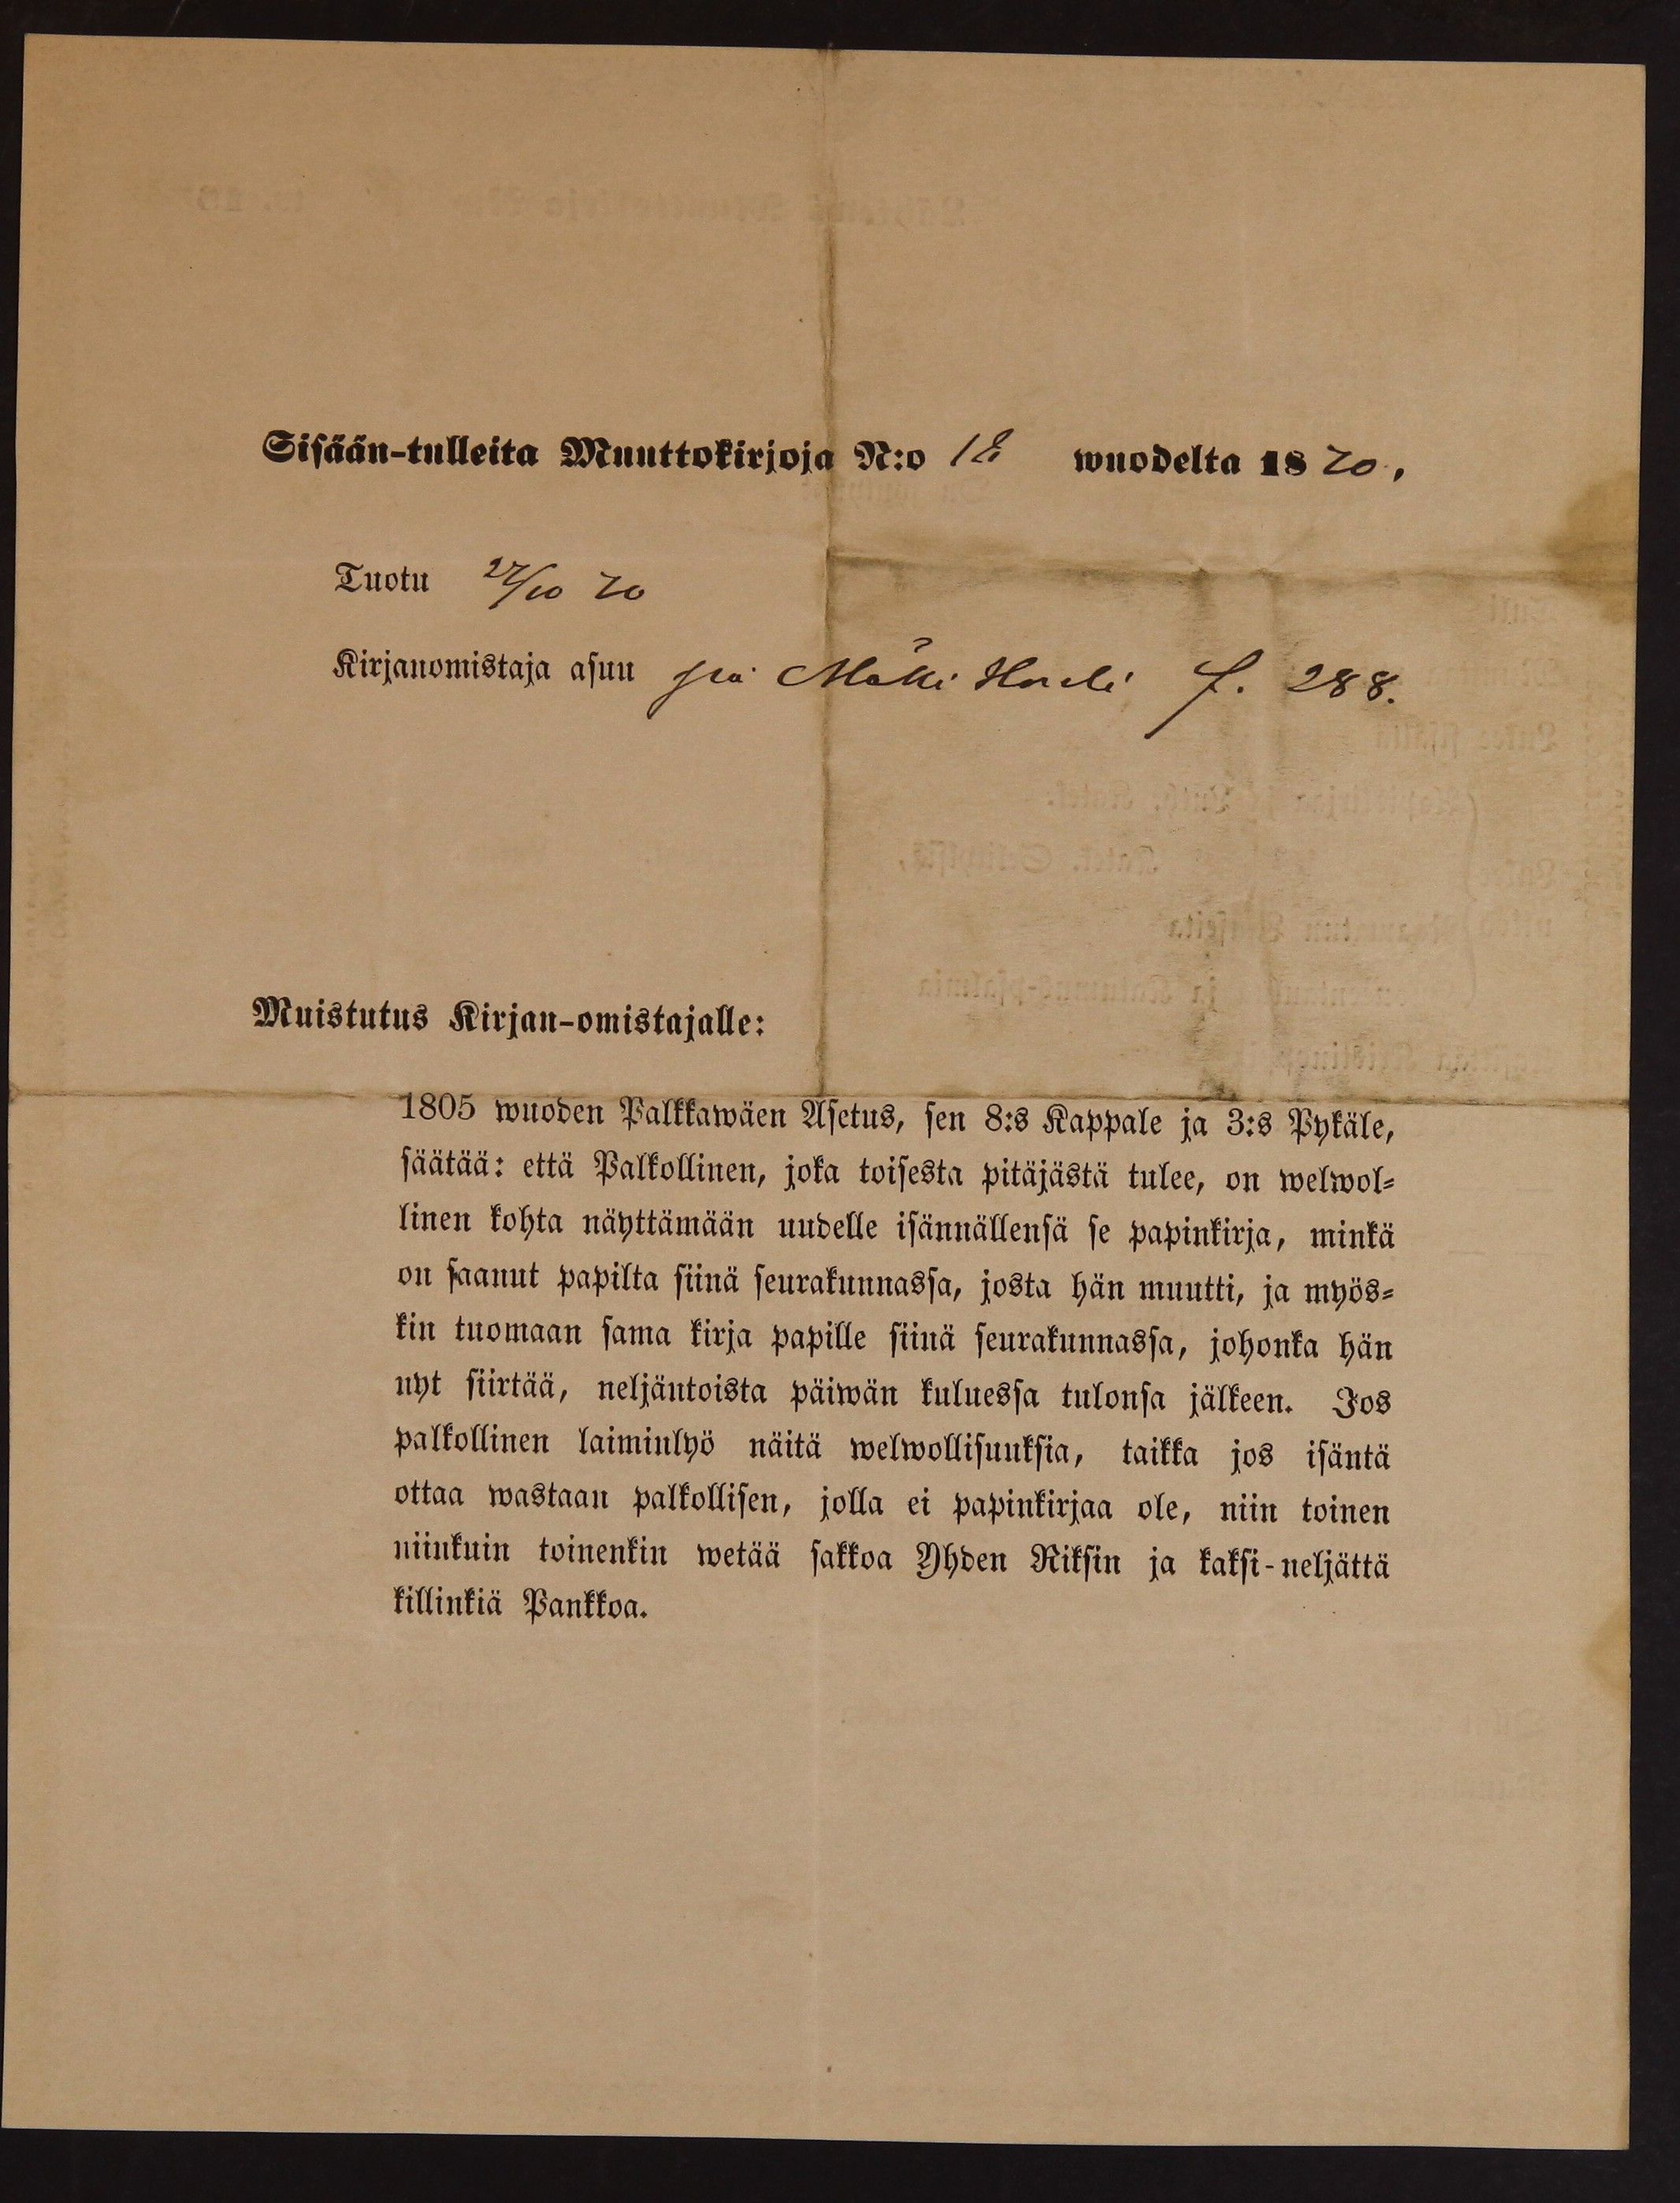 Sisään-tulleita Muuttokirjoja N:o 18 wuodelta 1870.
Tuotu 27/10 70
Kirjanomistaja asuu på Mäki f. 288.
Muistutus Kirjan-omistajalle:
1805 wuoden Palkkawäen Asetus, sen 8:s Kappale ja 3:s Pykäle,
säätää: että Palkollinen, joka toisesta pitäjästä tulee, on welwol=
linen kohta näyttämään uudelle isännällensä se papinkirja, minkä
on saanut papilta siinä seurakunnassa, josta hän muutti, ja myös=
kin tuomaan sama kirja papille siinä seurakunnassa, johonka hän
nyt siirtää, neljäntoista päiwän kuluessa tulonsa jälkeen. Jos
palkollinen laiminlyö näitä welwollisuuksia, taikka jos isäntä
ottaa wastaan palkollisen, jolla ei papinkirjaa ole, niin toinen
niinkuin toinenkin wetää sakkoa Yhden Riksin ja kaksi-neljättä
killinkiä Pankkoa.